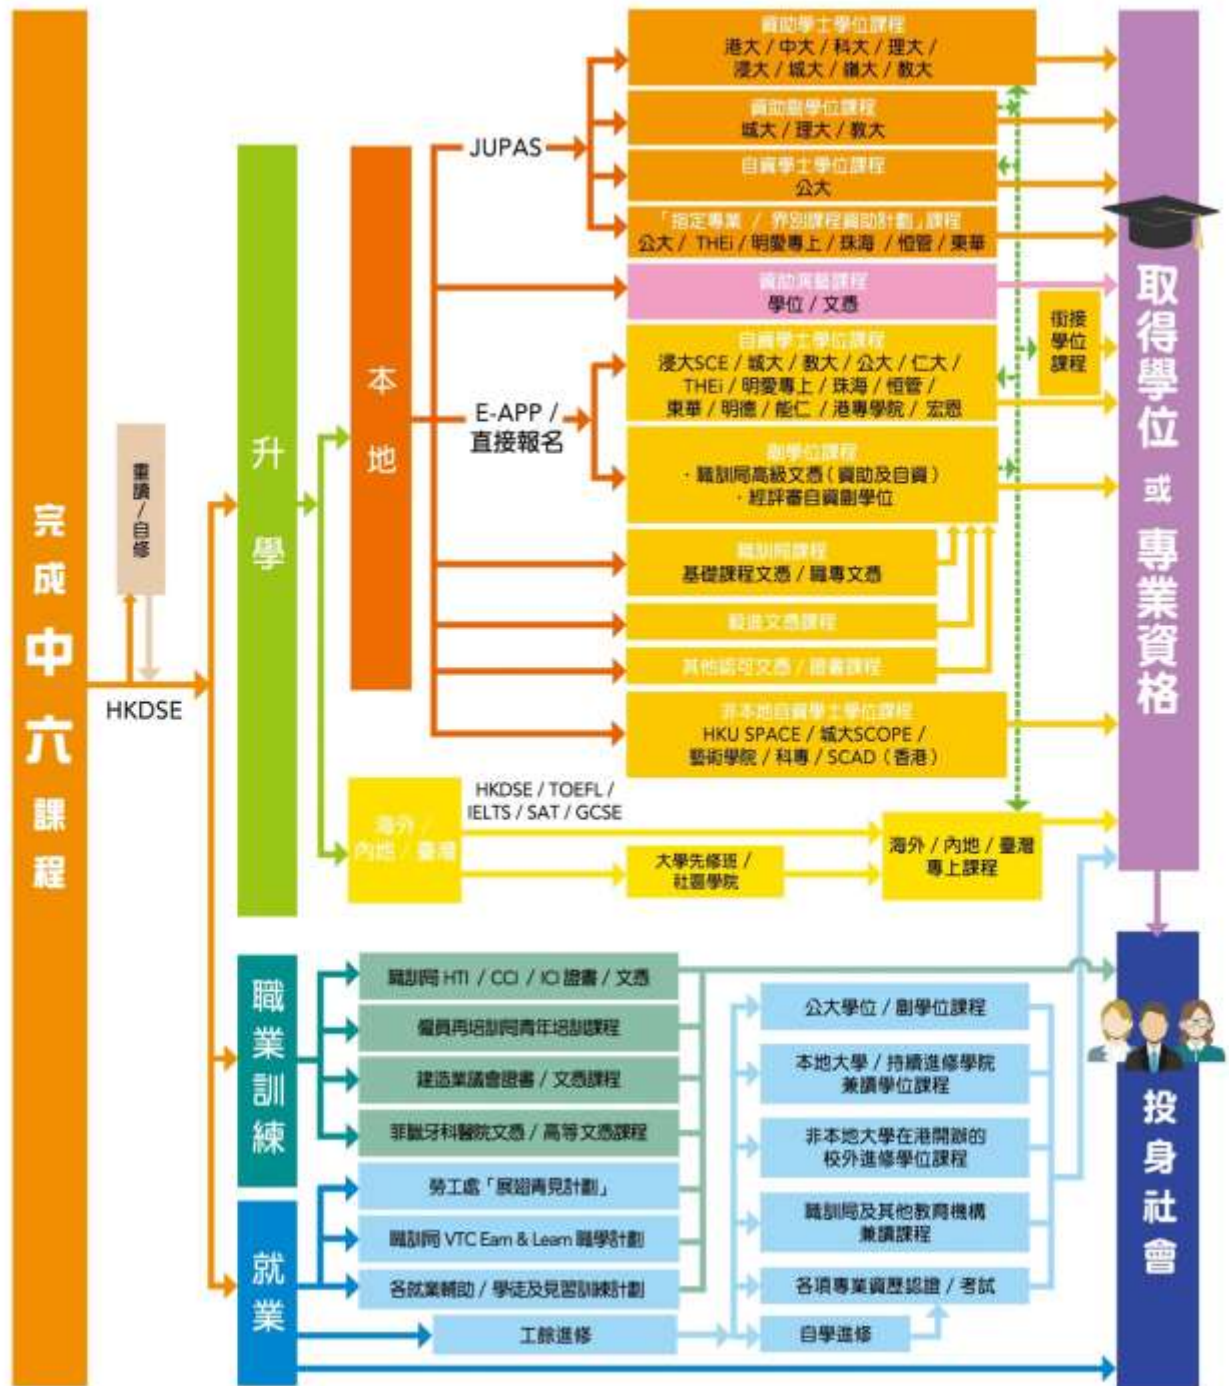 完成中六課程
HKDSE
重讀/自修
升學
本地
JUPAS
資助學士學位課程
港大 / 中大 / 科大 / 理大 /
浸大 / 城大 / 嶺大 / 教大
資助副學位課程
城大 / 理大 / 教大
自資學士學位課程
公大
「指定專業 / 界別課程資助計劃」課程
公大 / THEi / 明愛專上 / 珠海 / 恒管 / 東華
資助演藝課程
學位 / 文憑
E-APP /
直接報名
自資學士學位課程
浸大SCE / 城大 / 教大 / 公大 / 仁大 /
THEi / 明愛專上 / 珠海 / 恒管 /
東華 / 明德 / 能仁 / 港專學院 / 宏恩
副學位課程
· 職訓局高級文憑（資助及自資）
· 經評審自資副學位
銜接
學位
課程
職訓局課程
基礎課程文憑 / 職專文憑
毅進文憑課程
其他認可文憑 / 證書課程
非本地自資學士學位課程
HKU SPACE / 城大SCOPE /
藝術學院 / 科專 / SCAD（香港）
海外 /
內地 / 臺灣
HKDSE / TOEFL /
IELTS / SAT / GCSE
大學先修班 /
社區學院
海外 / 內地 / 臺灣
專上課程
取得學位或專業資格
職業訓練
職訓局 HTI / CCI / ICI 證書 / 文憑
僱員再培訓局青年培訓課程
建造業議會證書 / 文憑課程
菲臘牙科醫院文憑 / 高等文憑課程
就業
勞工處「展翅青見計劃」
職訓局 VTC Earn & Learn 職學計劃
各就業輔助 / 學徒及見習訓練計劃
工餘進修
公大學位 / 副學位課程
本地大學 / 持續進修學院
兼讀學位課程
非本地大學在港開辦的
校外進修學位課程
職訓局及其他教育機構
兼讀課程
各項專業資歷認證 / 考試
自學進修
投身社會